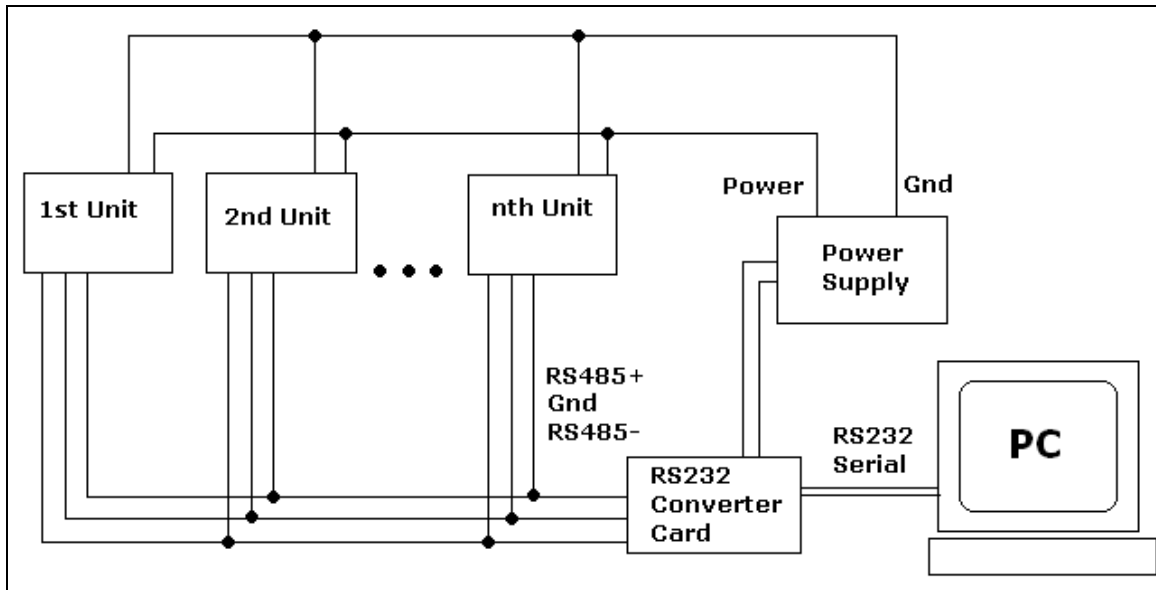 1st Unit
2nd Unit
nth Unit
Power
Gnd
Power
Supply
RS485+
Gnd
RS485-
RS232
Serial
RS232
Converter
Card
PC